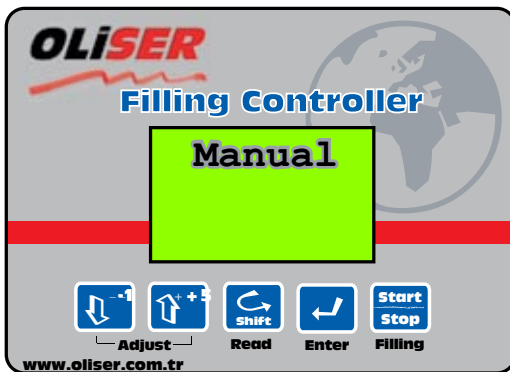 OLiSER
Filling Controller
Manual
-1
+ 5
Shift
Start
Stop
Adjust
Read
Enter
Filling
www.oliser.com.tr